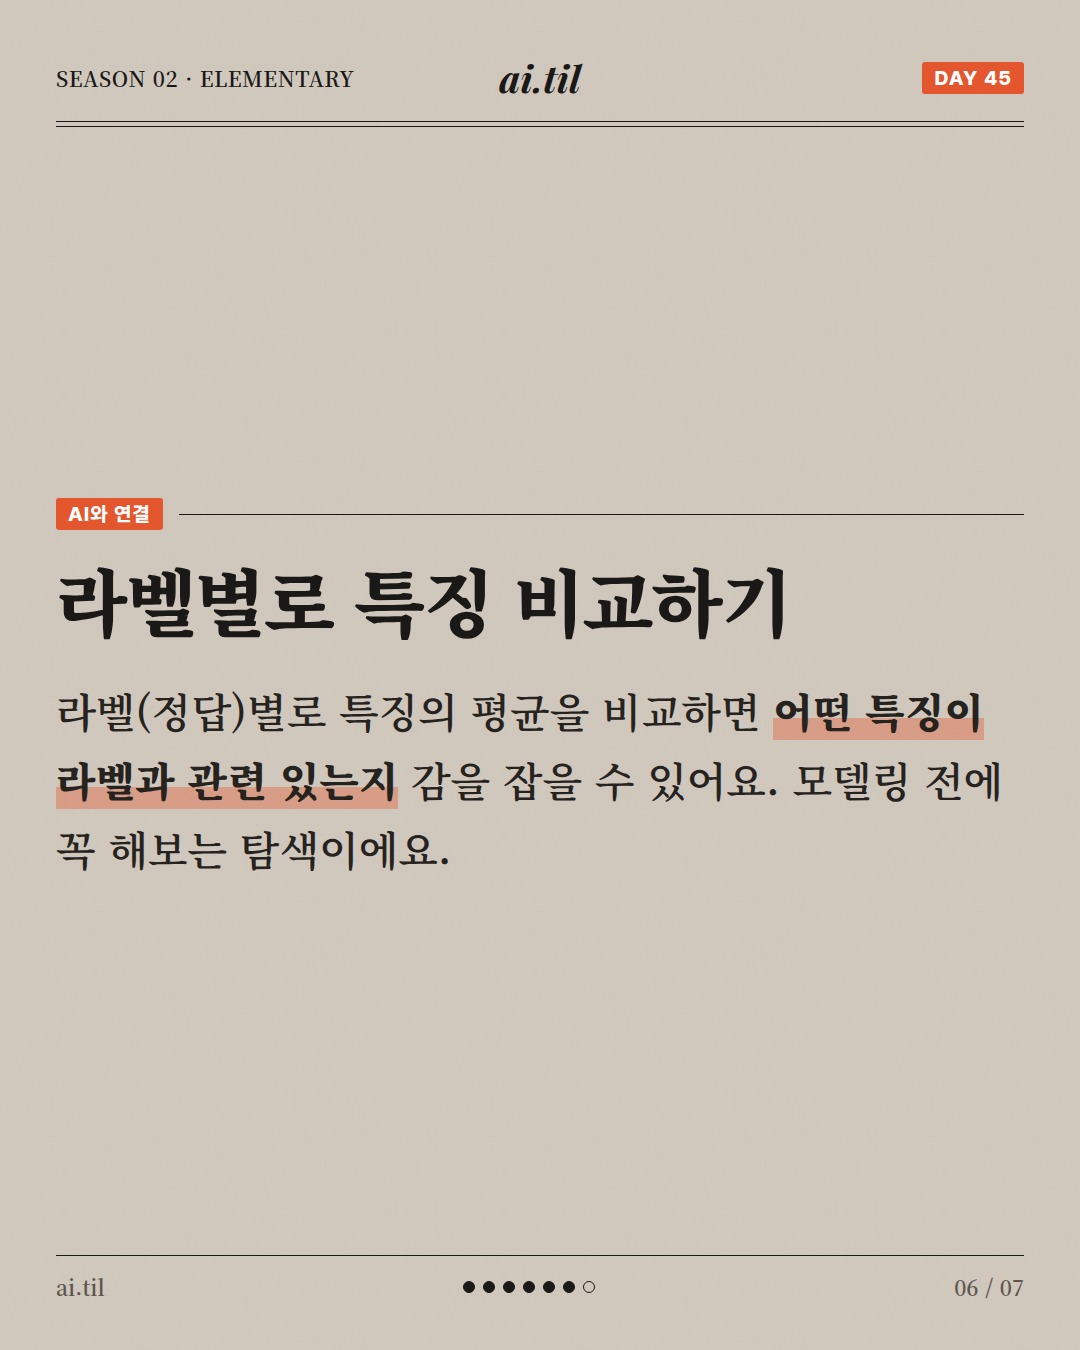 SEASON 02 · ELEMENTARY
ai.til
DAY 45
AI와 연결
라벨별로 특징 비교하기
라벨(정답)별로 특징의 평균을 비교하면 어떤 특징이
라벨과 관련 있는지 감을 잡을 수 있어요. 모델링 전에
꼭 해보는 탐색이에요.
ai.til
06 / 07